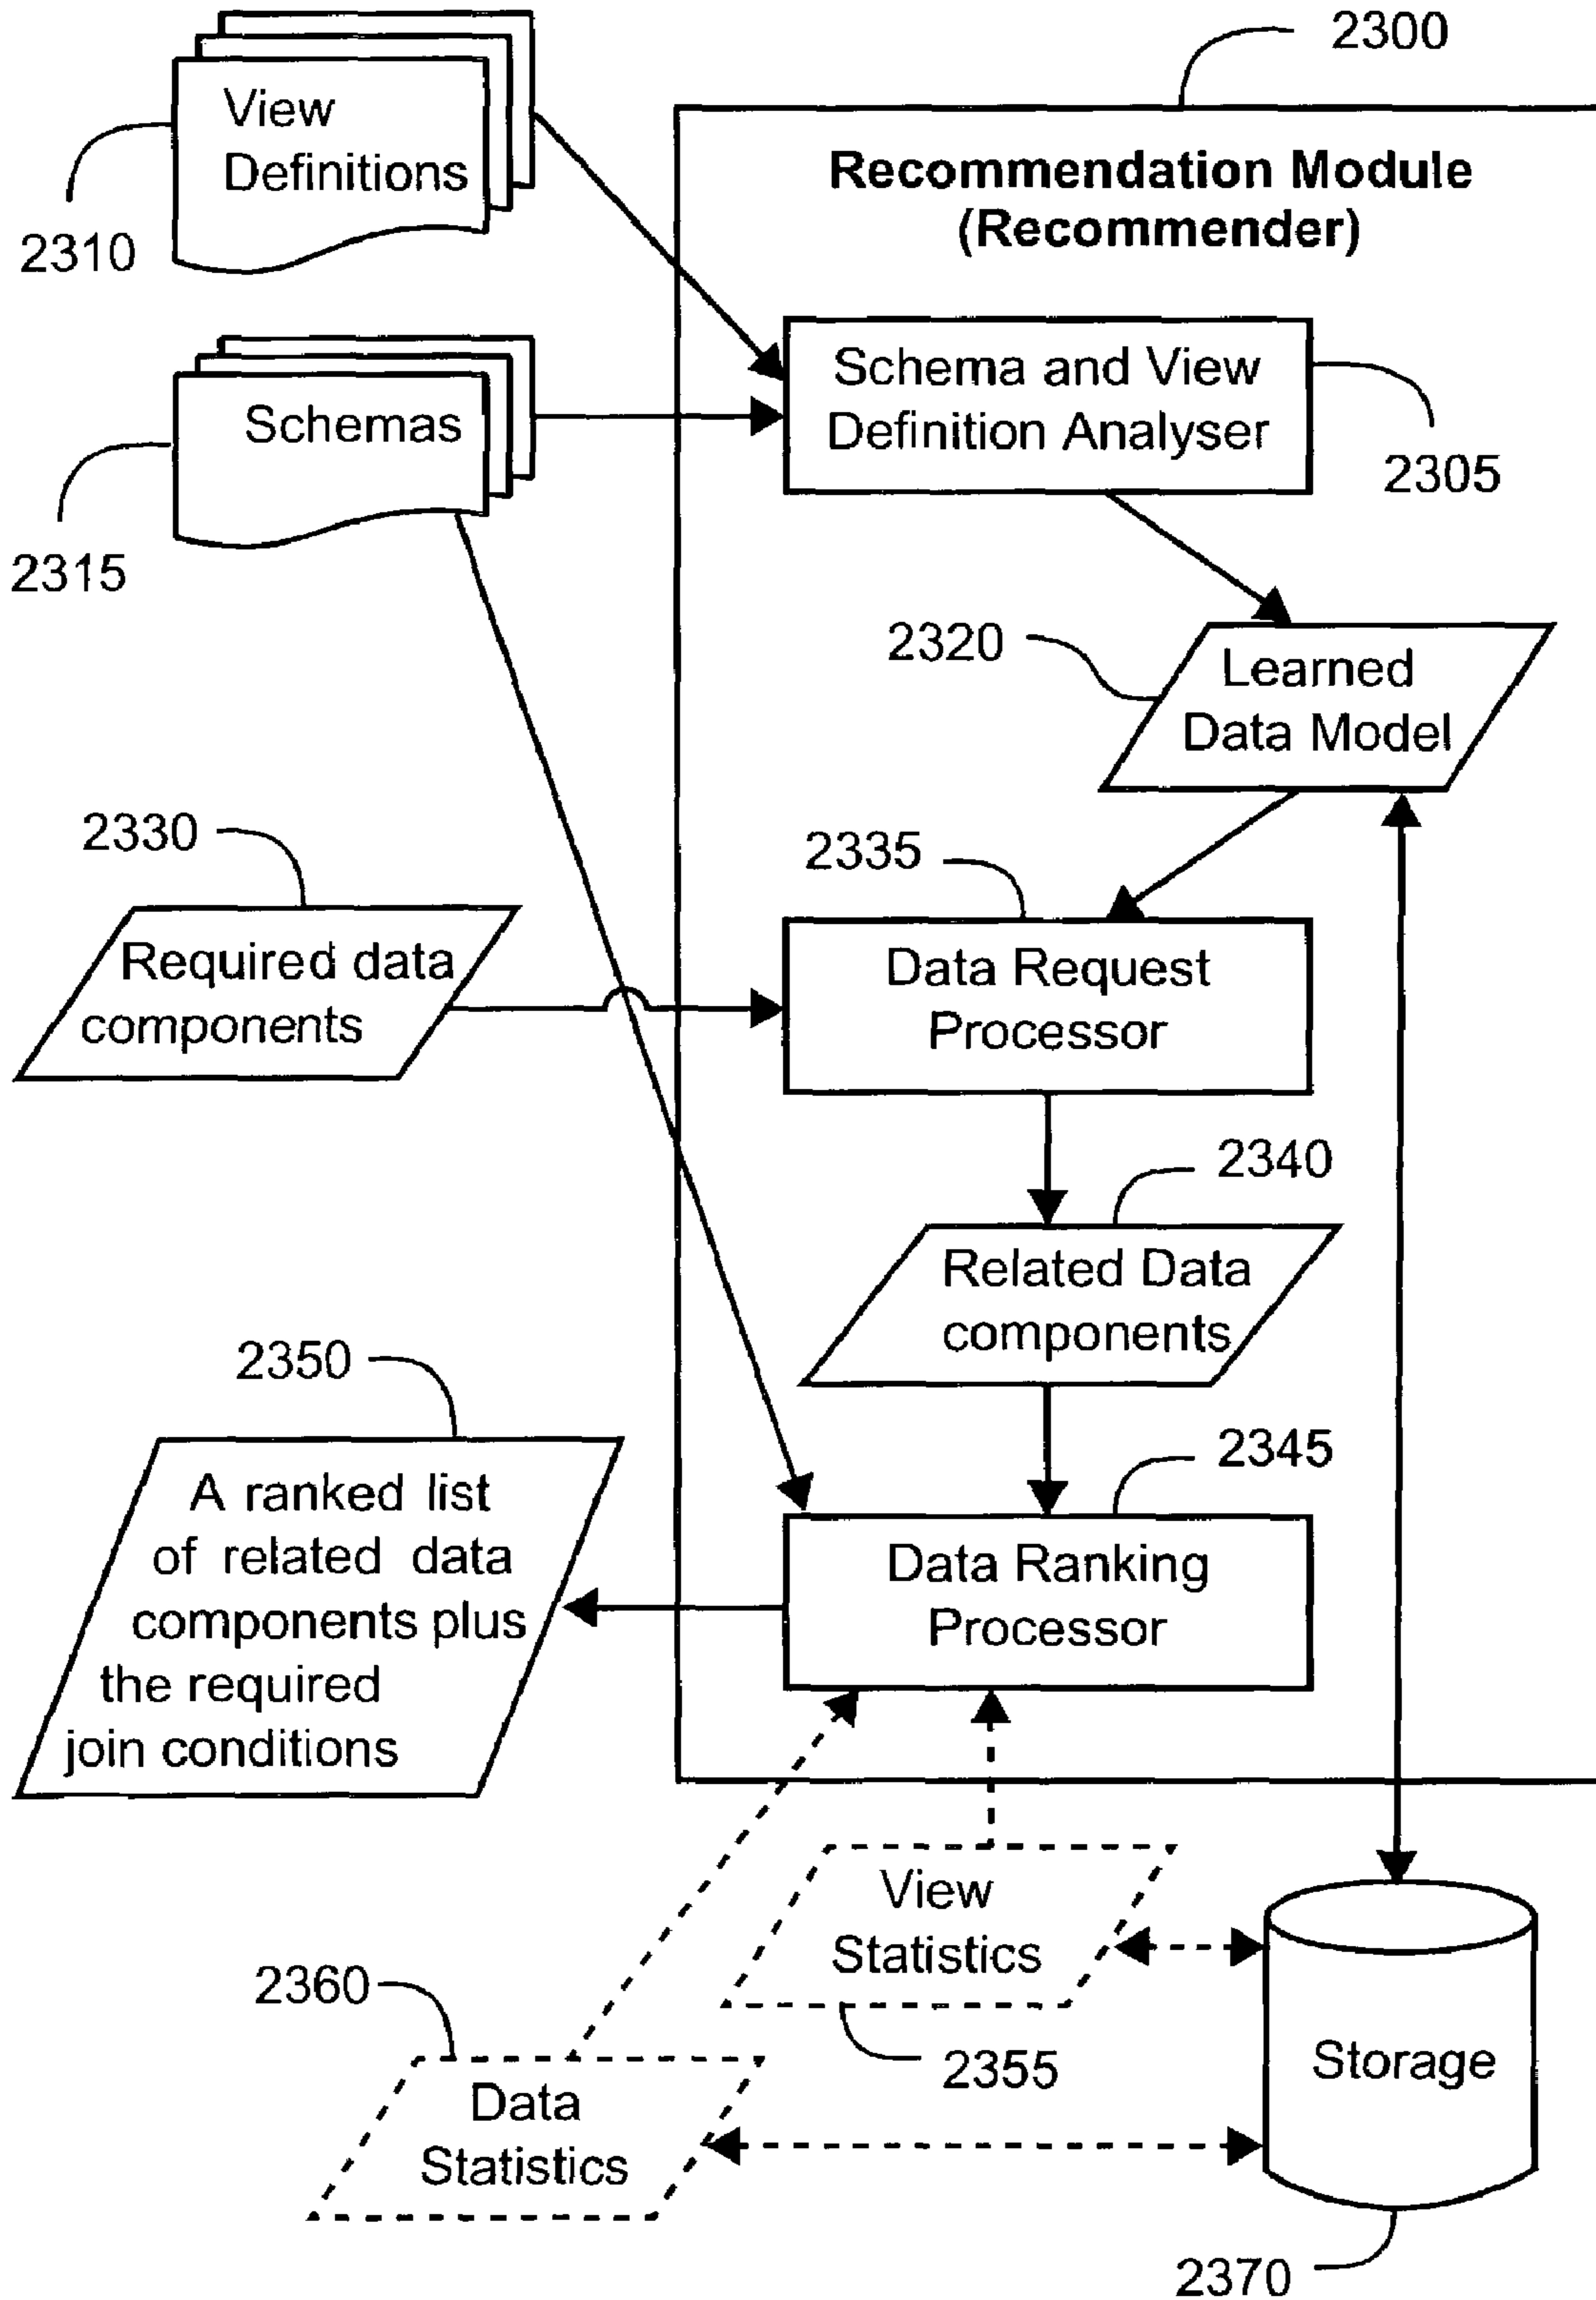 2300
View
Definitions
2310
Recommendation Module
(Recommender)
Schemas
2315
Schema and View
Definition Analyser
2305
2320
Learned
Data Model
2330
Required data
components
2335
Data Request
Processor
2340
Related Data
components
2350
A ranked list
of related data
components plus
the required
join conditions
2345
Data Ranking
Processor
View
Statistics
2355
2360
Data
Statistics
Storage
2370